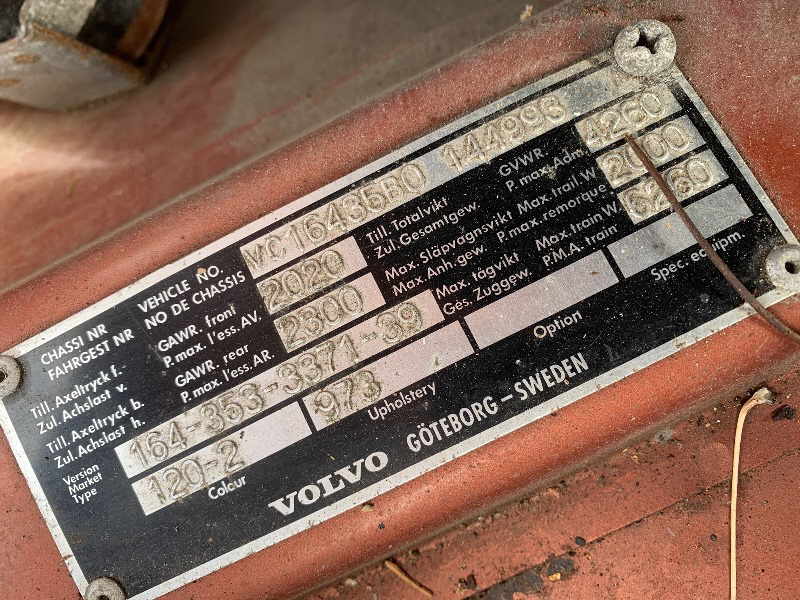 CHASSI NR VEHICLE NO. VC16435B0 144996
FAHRGEST NR NO DE CHASSIS
Till. Axeltryck f. GAWR. front 2020 Till. Totalvikt GVWR. 4260
Zul. Achslast v. P. max. l'ess. AV. Zul. Gesamtgew. P. max. Adm.
Till. Axeltryck b. GAWR. rear 2300 Max. Släpvagnsvikt Max. trail. W 2000
Zul. Achslast h. P. max. l'ess. AR. Max. Anh. gew. P. max. remorque
Version Market Type 164-353-3371-39 Max. tågvikt Max. train W 6260
Ges. Zuggew. P.M.A. train
120-2 973
Colour Upholstery Option Spec. equipm.
VOLVO GÖTEBORG – SWEDEN